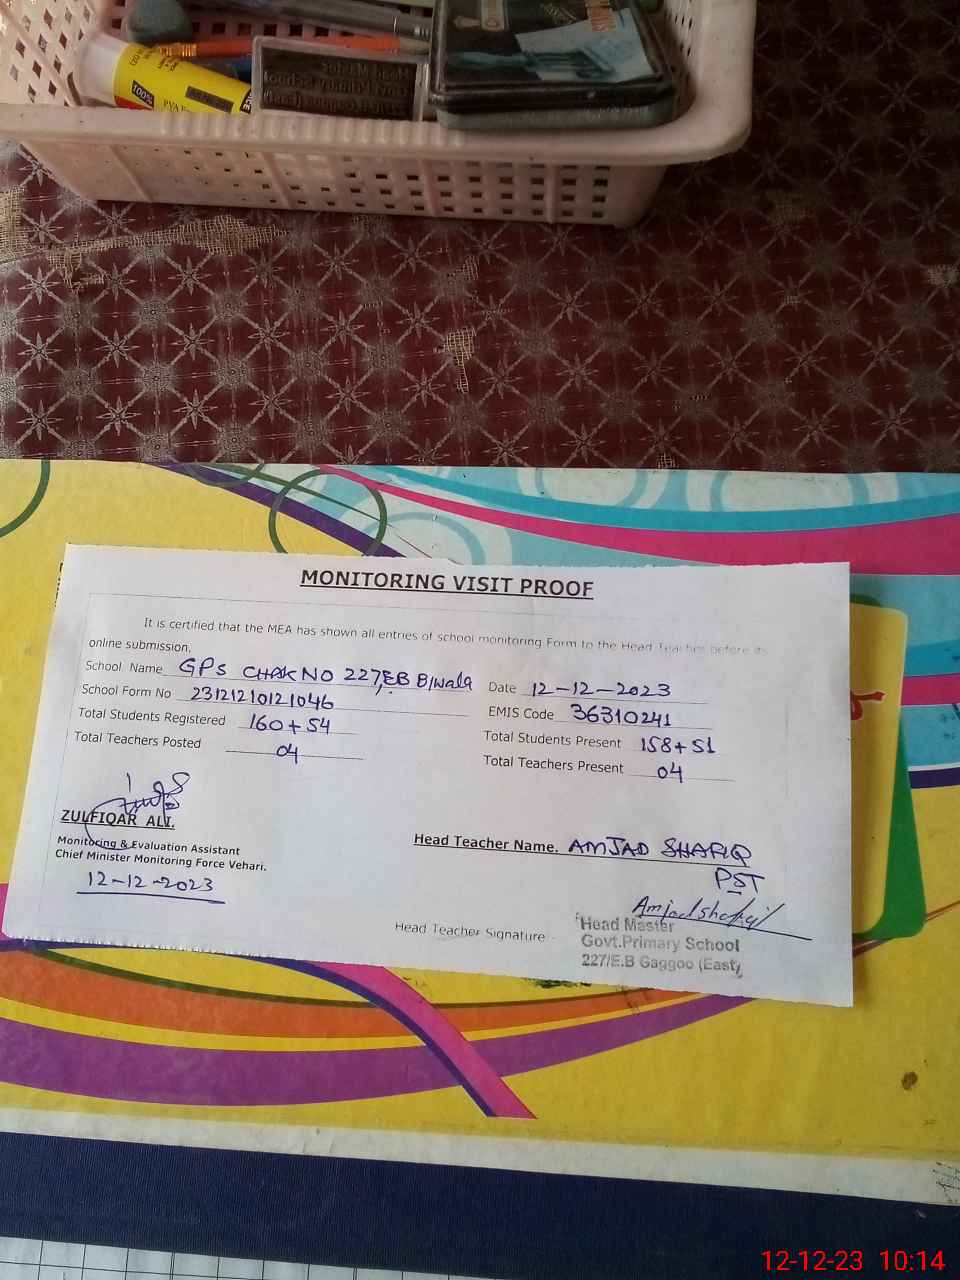 100%
MONITORING VISIT PROOF
It is certified that the MEA has shown all entries of school monitoring Form to the Head Teacher before its
online submission.
School Name GPS CHAK NO 227/EB B/wala
Date 12-12-2023
School Form No 23121210121046
EMIS Code 36310241
Total Students Registered 160+54
Total Students Present 158+51
Total Teachers Posted 04
Total Teachers Present 04
ZULFIQAR ALI.
Monitoring & Evaluation Assistant
Chief Minister Monitoring Force Vehari.
12-12-2023
Head Teacher Name. AMJAD SHAFIQ
PST
Amjad shafiq
Head Teacher Signature
Head Master
Govt.Primary School
227/E.B Gaggoo (East)
12-12-23 10:14